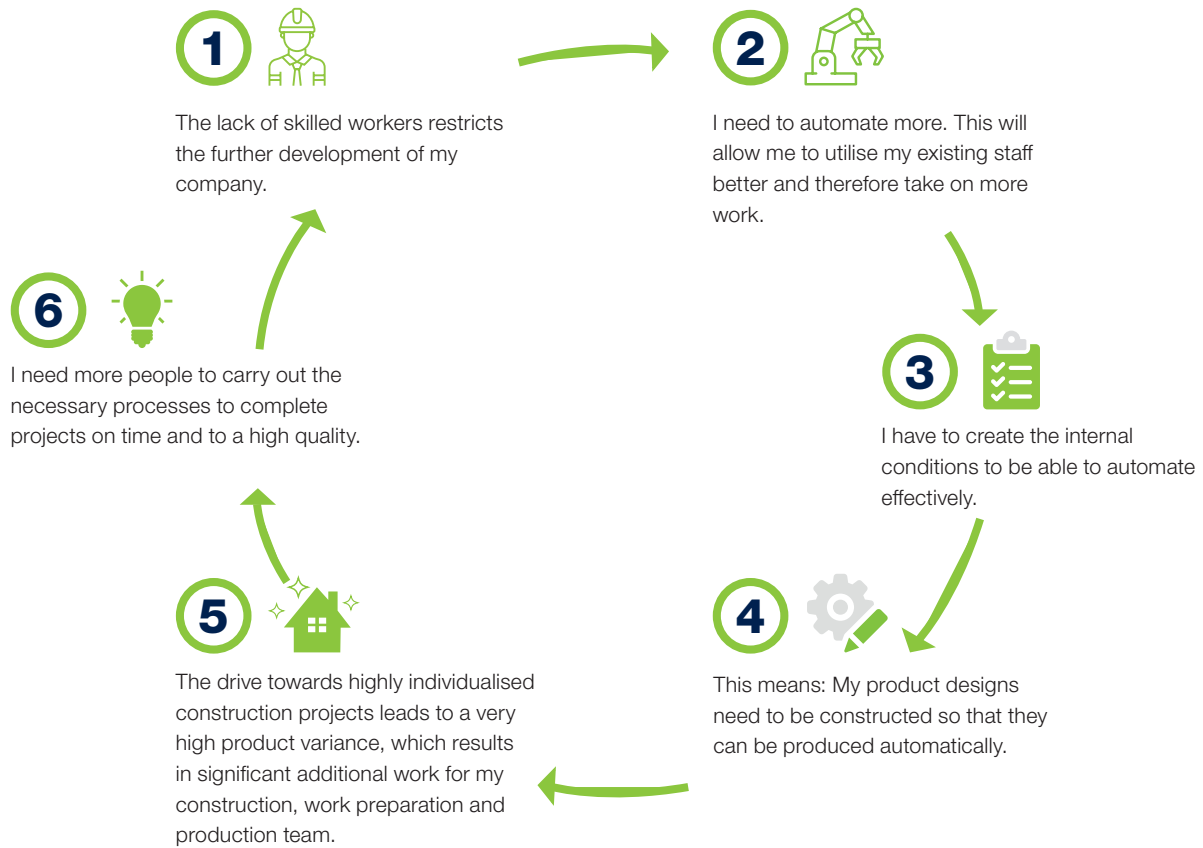 1
The lack of skilled workers restricts
the further development of my
company.
2
I need to automate more. This will
allow me to utilise my existing staff
better and therefore take on more
work.
3
I have to create the internal
conditions to be able to automate
effectively.
4
This means: My product designs
need to be constructed so that they
can be produced automatically.
5
The drive towards highly individualised
construction projects leads to a very
high product variance, which results
in significant additional work for my
construction, work preparation and
production team.
6
I need more people to carry out the
necessary processes to complete
projects on time and to a high quality.